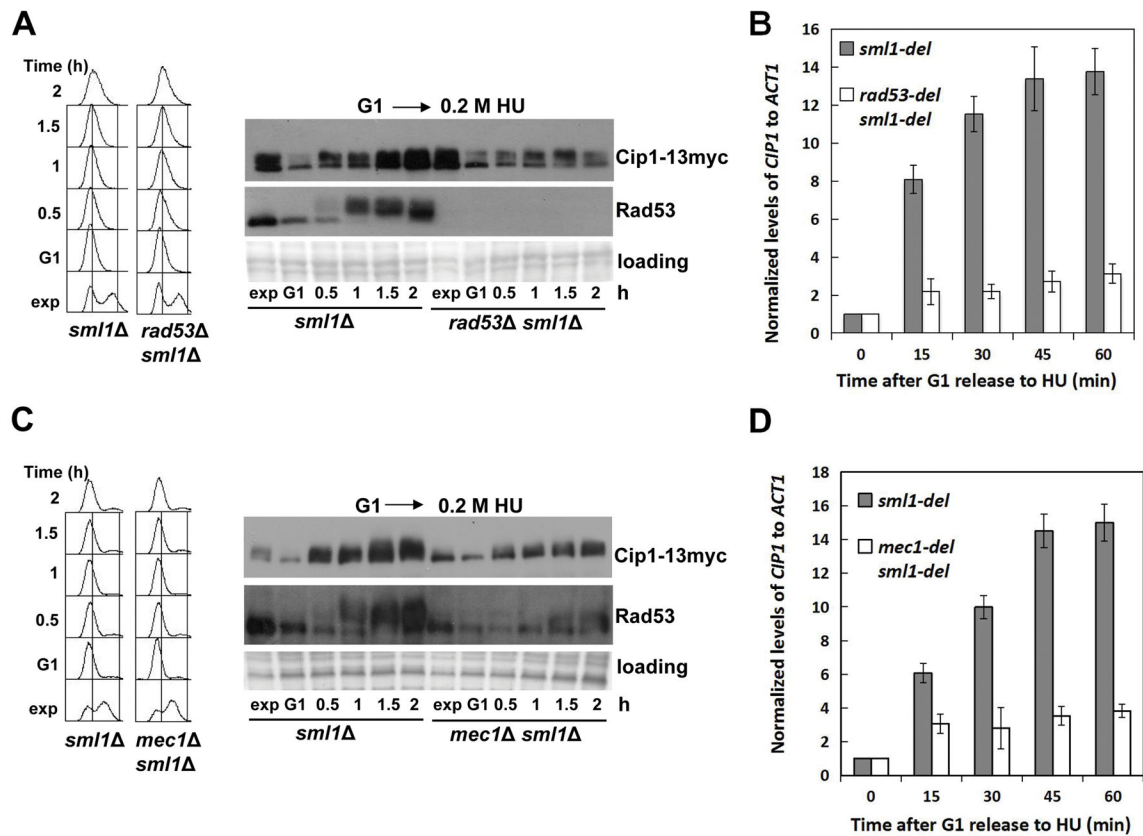 A
Time (h)
2
1.5
1
0.5
G1
exp
sml1Δ
rad53Δ
sml1Δ
G1 → 0.2 M HU
Cip1-13myc
Rad53
loading
exp G1 0.5 1 1.5 2 exp G1 0.5 1 1.5 2 h
sml1Δ rad53Δ sml1Δ
B
Normalized levels of CIP1 to ACT1
16
14
12
10
8
6
4
2
0
sml1-del
rad53-del
sml1-del
0 15 30 45 60
Time after G1 release to HU (min)
C
Time (h)
2
1.5
1
0.5
G1
exp
sml1Δ
mec1Δ
sml1Δ
G1 → 0.2 M HU
Cip1-13myc
Rad53
loading
exp G1 0.5 1 1.5 2 exp G1 0.5 1 1.5 2 h
sml1Δ mec1Δ sml1Δ
D
Normalized levels of CIP1 to ACT1
18
16
14
12
10
8
6
4
2
0
sml1-del
mec1-del
sml1-del
0 15 30 45 60
Time after G1 release to HU (min)